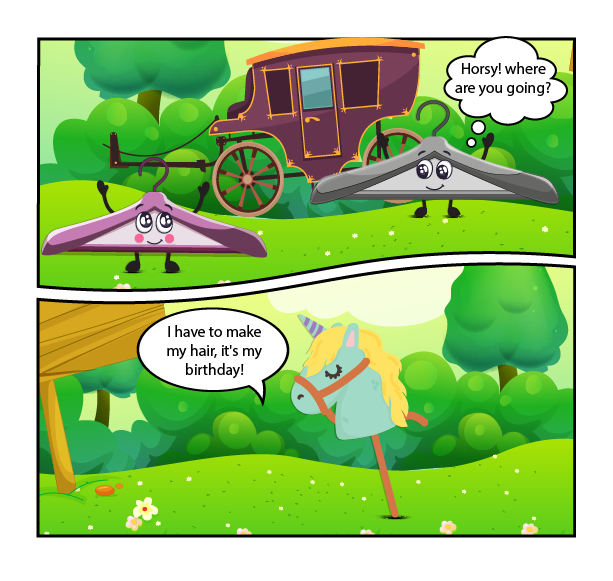 Horsy! where
are you going?
I have to make
my hair, it's my
birthday!